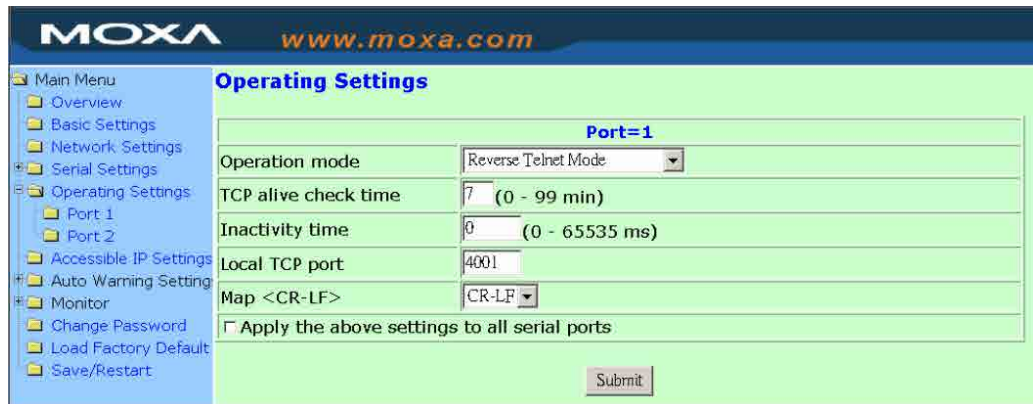 MOXA www.moxa.com
Main Menu
Overview
Basic Settings
Network Settings
Serial Settings
Operating Settings
Port 1
Port 2
Accessible IP Settings
Auto Warning Setting
Monitor
Change Password
Load Factory Default
Save/Restart
Operating Settings
Port=1
Operation mode Reverse Telnet Mode
TCP alive check time 7 (0 - 99 min)
Inactivity time 0 (0 - 65535 ms)
Local TCP port 4001
Map <CR-LF> CR-LF
Apply the above settings to all serial ports
Submit